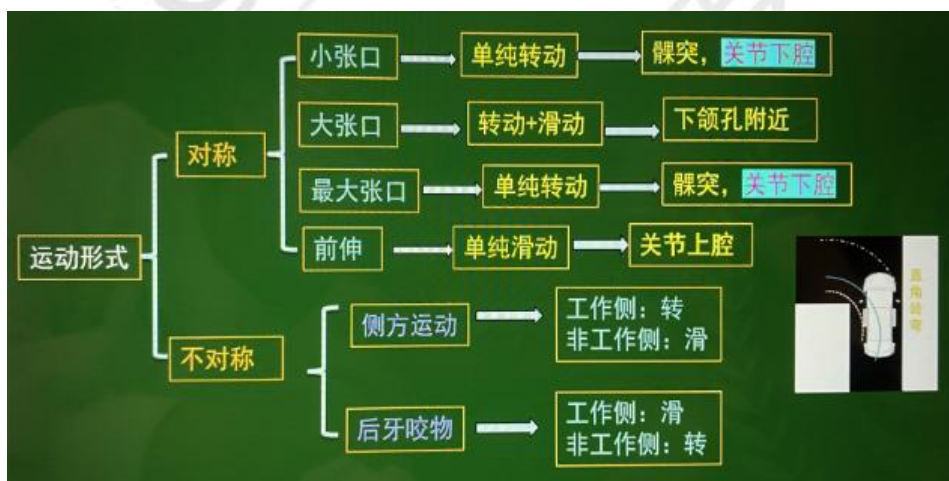 小张口
单纯转动
髁突，关节下腔
大张口
转动+滑动
下颌孔附近
对称
最大张口
单纯转动
髁突，关节下腔
前伸
单纯滑动
关节上腔
运动形式
侧方运动
工作侧：转
非工作侧：滑
直角转弯
不对称
后牙咬物
工作侧：滑
非工作侧：转